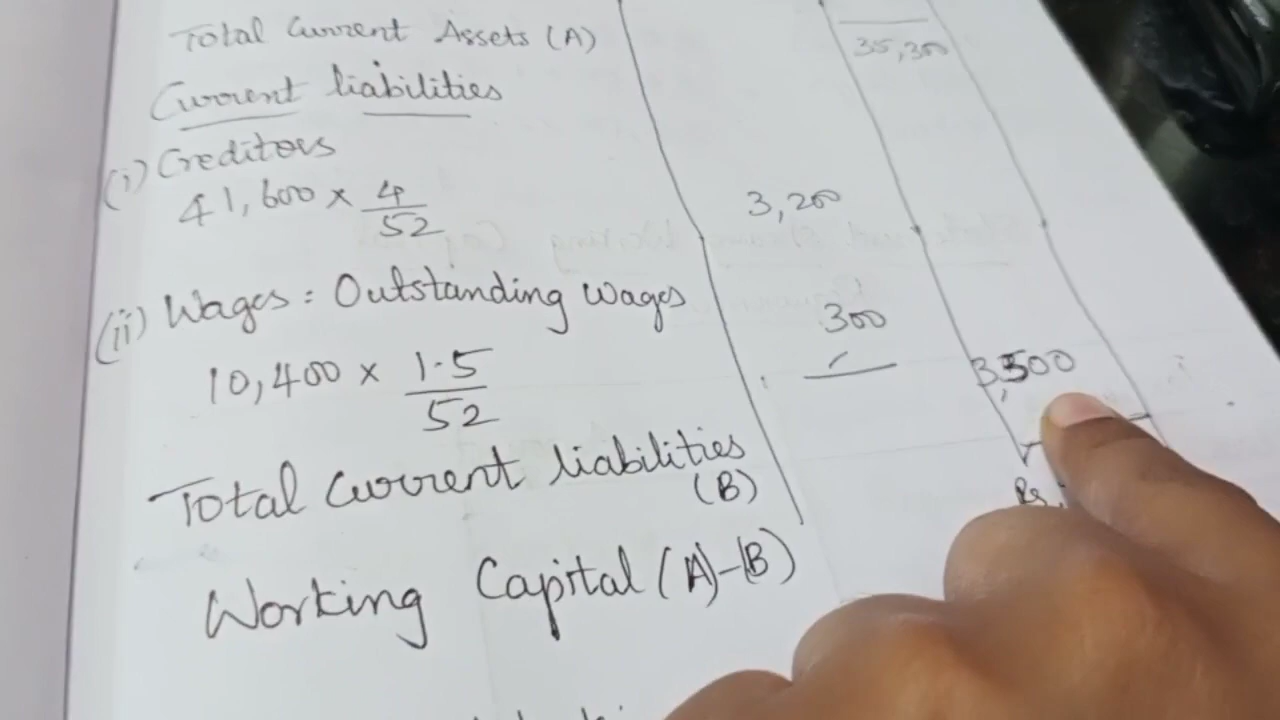 Total Current Assets (A) 35,300
Current liabilities
(i) Creditors
41,600 × 4/52 3,200
(ii) Wages : Outstanding wages
10,400 × 1.5/52 300
3,500
Total Current liabilities (B)
Rs.
Working Capital (A)-(B)